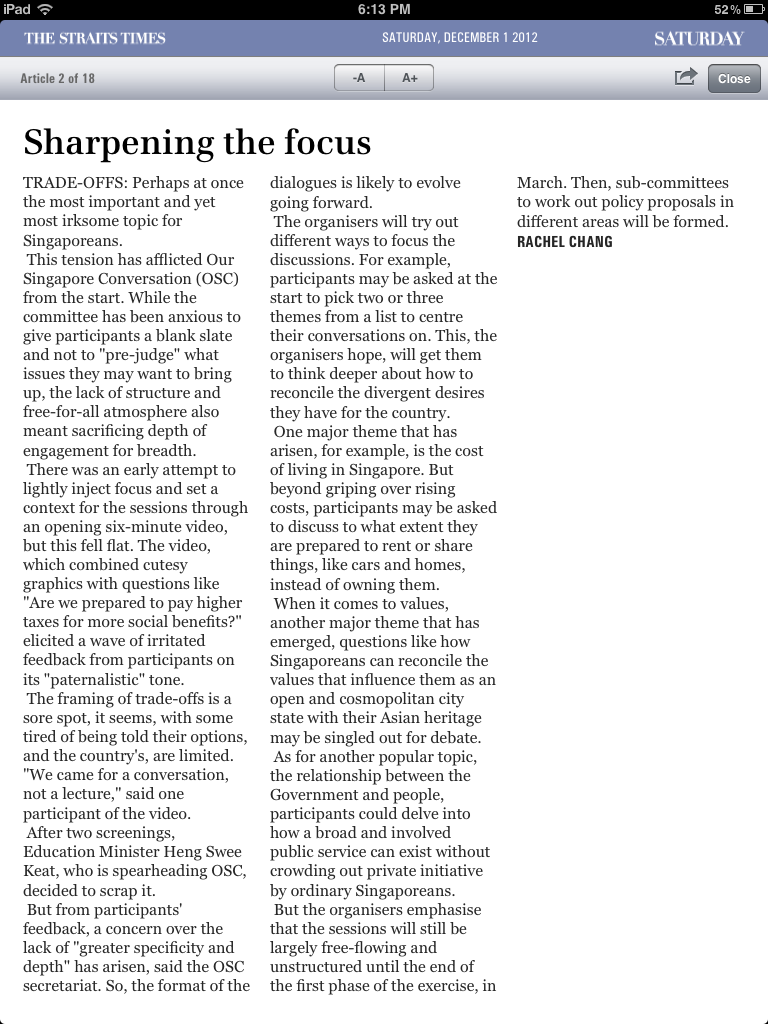 iPad
6:13 PM
52%
THE STRAITS TIMES
SATURDAY, DECEMBER 1 2012
SATURDAY
Article 2 of 18
-A
A+
Close
Sharpening the focus
TRADE-OFFS: Perhaps at once
the most important and yet
most irksome topic for
Singaporeans.
This tension has afflicted Our
Singapore Conversation (OSC)
from the start. While the
committee has been anxious to
give participants a blank slate
and not to "pre-judge" what
issues they may want to bring
up, the lack of structure and
free-for-all atmosphere also
meant sacrificing depth of
engagement for breadth.
There was an early attempt to
lightly inject focus and set a
context for the sessions through
an opening six-minute video,
but this fell flat. The video,
which combined cutesy
graphics with questions like
"Are we prepared to pay higher
taxes for more social benefits?"
elicited a wave of irritated
feedback from participants on
its "paternalistic" tone.
The framing of trade-offs is a
sore spot, it seems, with some
tired of being told their options,
and the country's, are limited.
"We came for a conversation,
not a lecture," said one
participant of the video.
After two screenings,
Education Minister Heng Swee
Keat, who is spearheading OSC,
decided to scrap it.
But from participants'
feedback, a concern over the
lack of "greater specificity and
depth" has arisen, said the OSC
secretariat. So, the format of the
dialogues is likely to evolve
going forward.
The organisers will try out
different ways to focus the
discussions. For example,
participants may be asked at the
start to pick two or three
themes from a list to centre
their conversations on. This, the
organisers hope, will get them
to think deeper about how to
reconcile the divergent desires
they have for the country.
One major theme that has
arisen, for example, is the cost
of living in Singapore. But
beyond griping over rising
costs, participants may be asked
to discuss to what extent they
are prepared to rent or share
things, like cars and homes,
instead of owning them.
When it comes to values,
another major theme that has
emerged, questions like how
Singaporeans can reconcile the
values that influence them as an
open and cosmopolitan city
state with their Asian heritage
may be singled out for debate.
As for another popular topic,
the relationship between the
Government and people,
participants could delve into
how a broad and involved
public service can exist without
crowding out private initiative
by ordinary Singaporeans.
But the organisers emphasise
that the sessions will still be
largely free-flowing and
unstructured until the end of
the first phase of the exercise, in
March. Then, sub-committees
to work out policy proposals in
different areas will be formed.
RACHEL CHANG